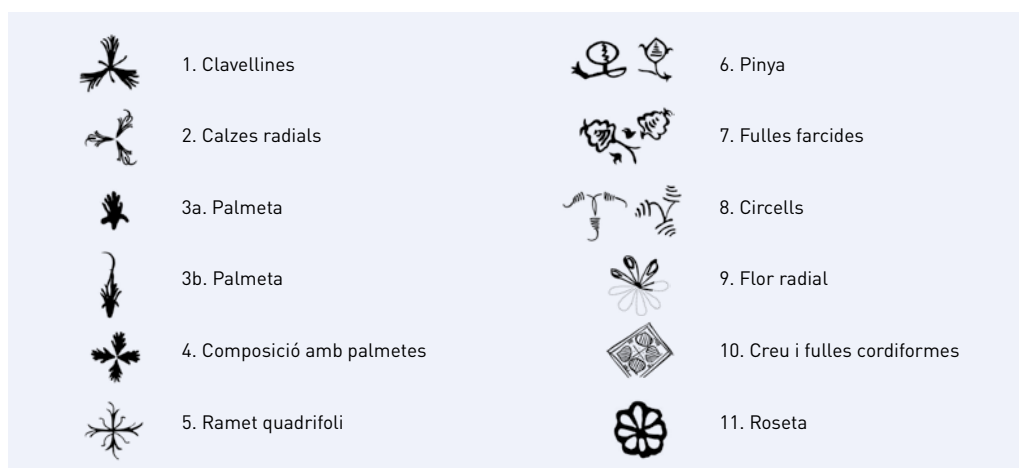 1. Clavellines
2. Calzes radials
3a. Palmeta
3b. Palmeta
4. Composició amb palmetes
5. Ramet quadrifoli
6. Pinya
7. Fulles farcides
8. Circells
9. Flor radial
10. Creu i fulles cordiformes
11. Roseta